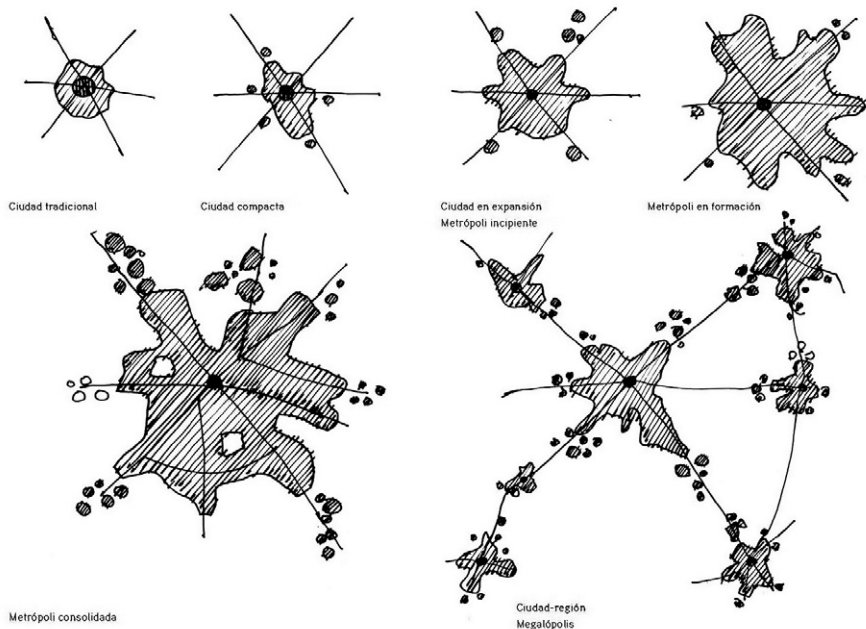 Ciudad tradicional
Ciudad compacta
Ciudad en expansión
Metrópoli incipiente
Metrópoli en formación
Metrópoli consolidada
Ciudad-región
Megalópolis